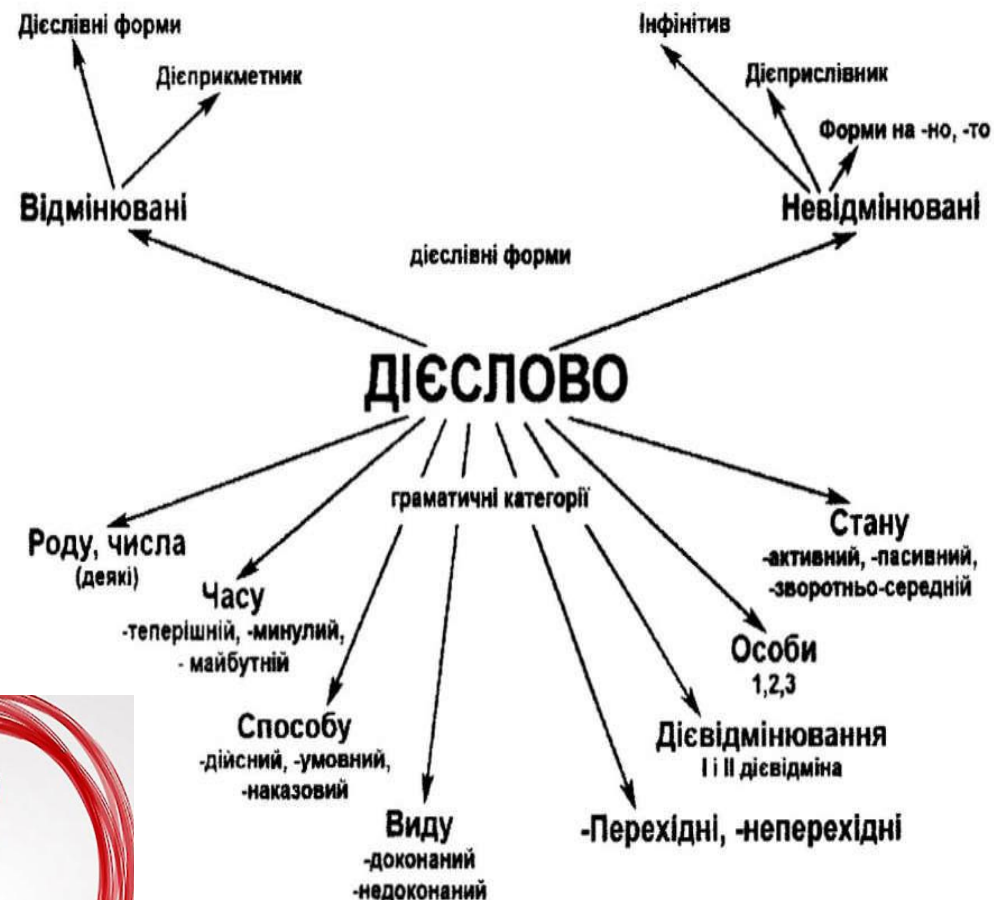 Дієслівні форми
Дієприкметник
Інфінітив
Дієприслівник
Форми на -но, -то
Відмінювані
Невідмінювані
дієслівні форми
ДІЄСЛОВО
граматичні категорії
Роду, числа
(деякі)
Часу
-теперішній, -минулий,
- майбутній
Способу
-дійсний, -умовний,
-наказовий
Виду
-доконаний
-недоконаний
-Перехідні, -неперехідні
Дієвідмінювання
І і ІІ дієвідміна
Особи
1,2,3
Стану
-активний, -пасивний,
-зворотньо-середній